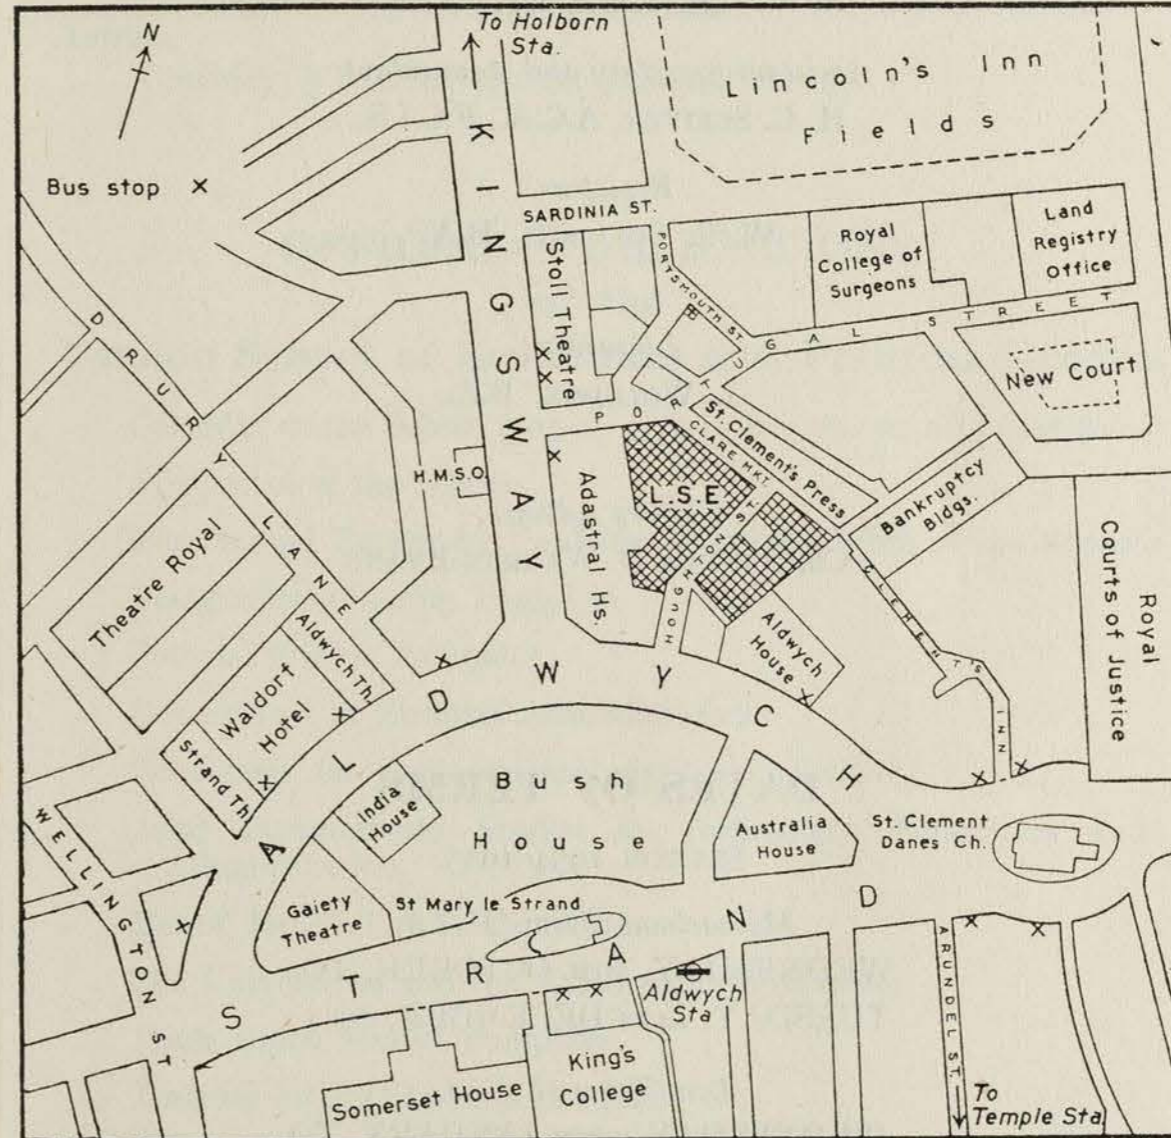 N
To Holborn
Sta.
Lincoln's Inn
Fields
Bus stop ×
KINGSWAY
SARDINIA ST.
PORTSMOUTH ST.
Stoll Theatre
Royal
College of
Surgeons
Land
Registry
Office
PORTUGAL STREET
New Court
DRURY LANE
H.M.S.O.
CLARE MKT.
St. Clement's Press
Bankruptcy
Bldgs.
L.S.E
Adastral Hs.
HOUGHTON ST
CLEMENT'S INN
Royal
Courts of Justice
Theatre Royal
Aldwych Th.
Waldorf
Hotel
Strand Th.
Aldwych
House
ALDWYCH
Bush
House
India
House
Australia
House
St. Clement
Danes Ch.
WELLINGTON ST
Gaiety
Theatre
St Mary le Strand
STRAND
Aldwych
Sta
ARUNDEL ST.
Somerset House
King's
College
To
Temple Sta.